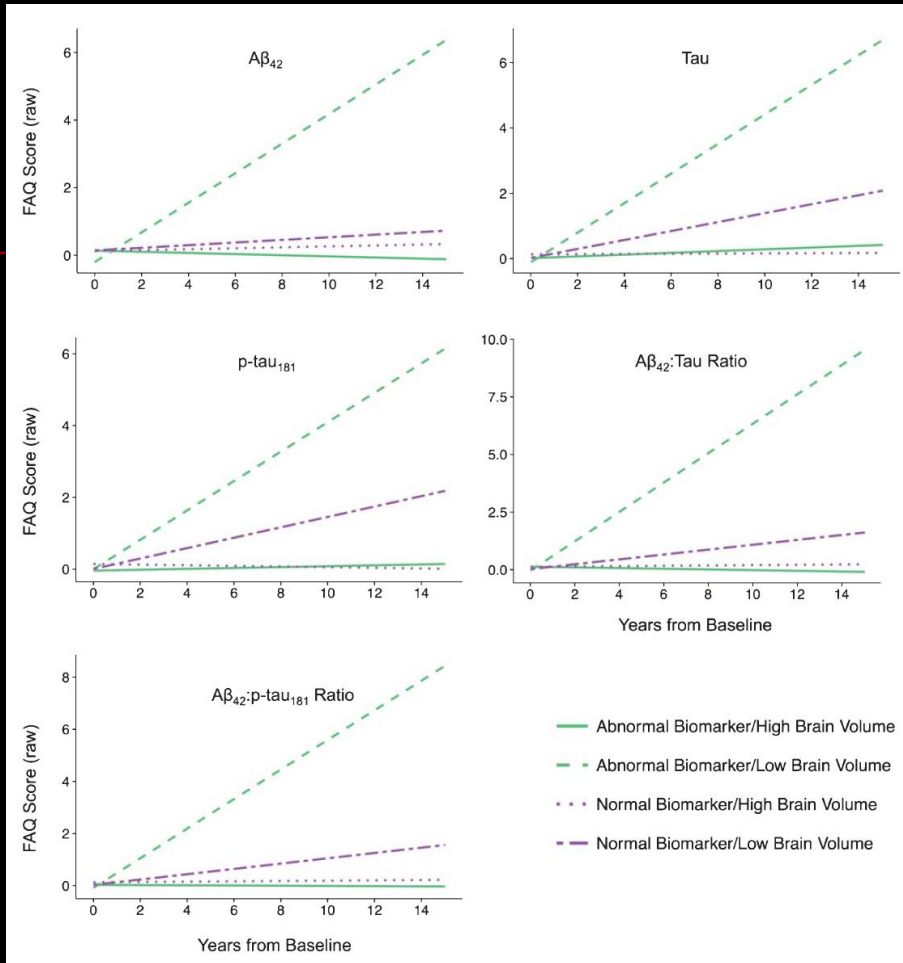 Aβ₄₂
FAQ Score (raw)
6
4
2
0
0 2 4 6 8 10 12 14
Tau
6
4
2
0
0 2 4 6 8 10 12 14
p-tau₁₈₁
FAQ Score (raw)
6
4
2
0
0 2 4 6 8 10 12 14
Aβ₄₂:Tau Ratio
10.0
7.5
5.0
2.5
0.0
0 2 4 6 8 10 12 14
Years from Baseline
Aβ₄₂:p-tau₁₈₁ Ratio
FAQ Score (raw)
8
6
4
2
0
0 2 4 6 8 10 12 14
Years from Baseline
Abnormal Biomarker/High Brain Volume
Abnormal Biomarker/Low Brain Volume
Normal Biomarker/High Brain Volume
Normal Biomarker/Low Brain Volume